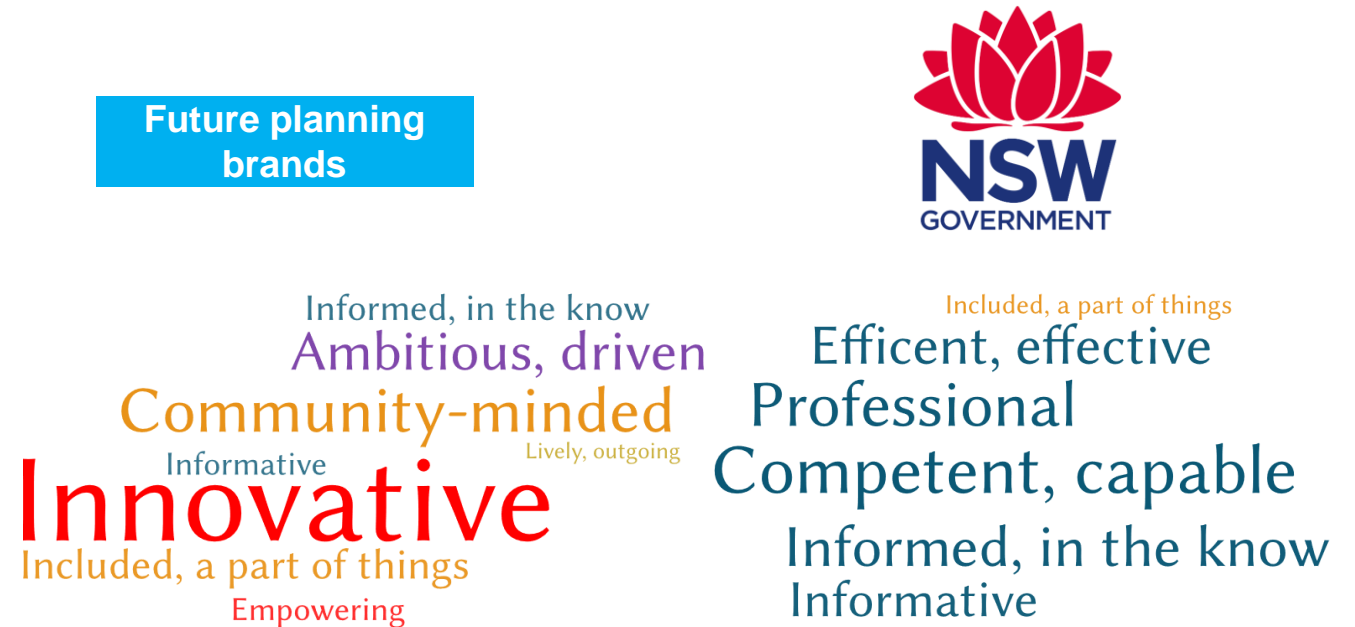 Future planning
brands
NSW
GOVERNMENT
Informed, in the know
Ambitious, driven
Community-minded
Lively, outgoing
Informative
Innovative
Included, a part of things
Empowering
Included, a part of things
Efficent, effective
Professional
Competent, capable
Informed, in the know
Informative